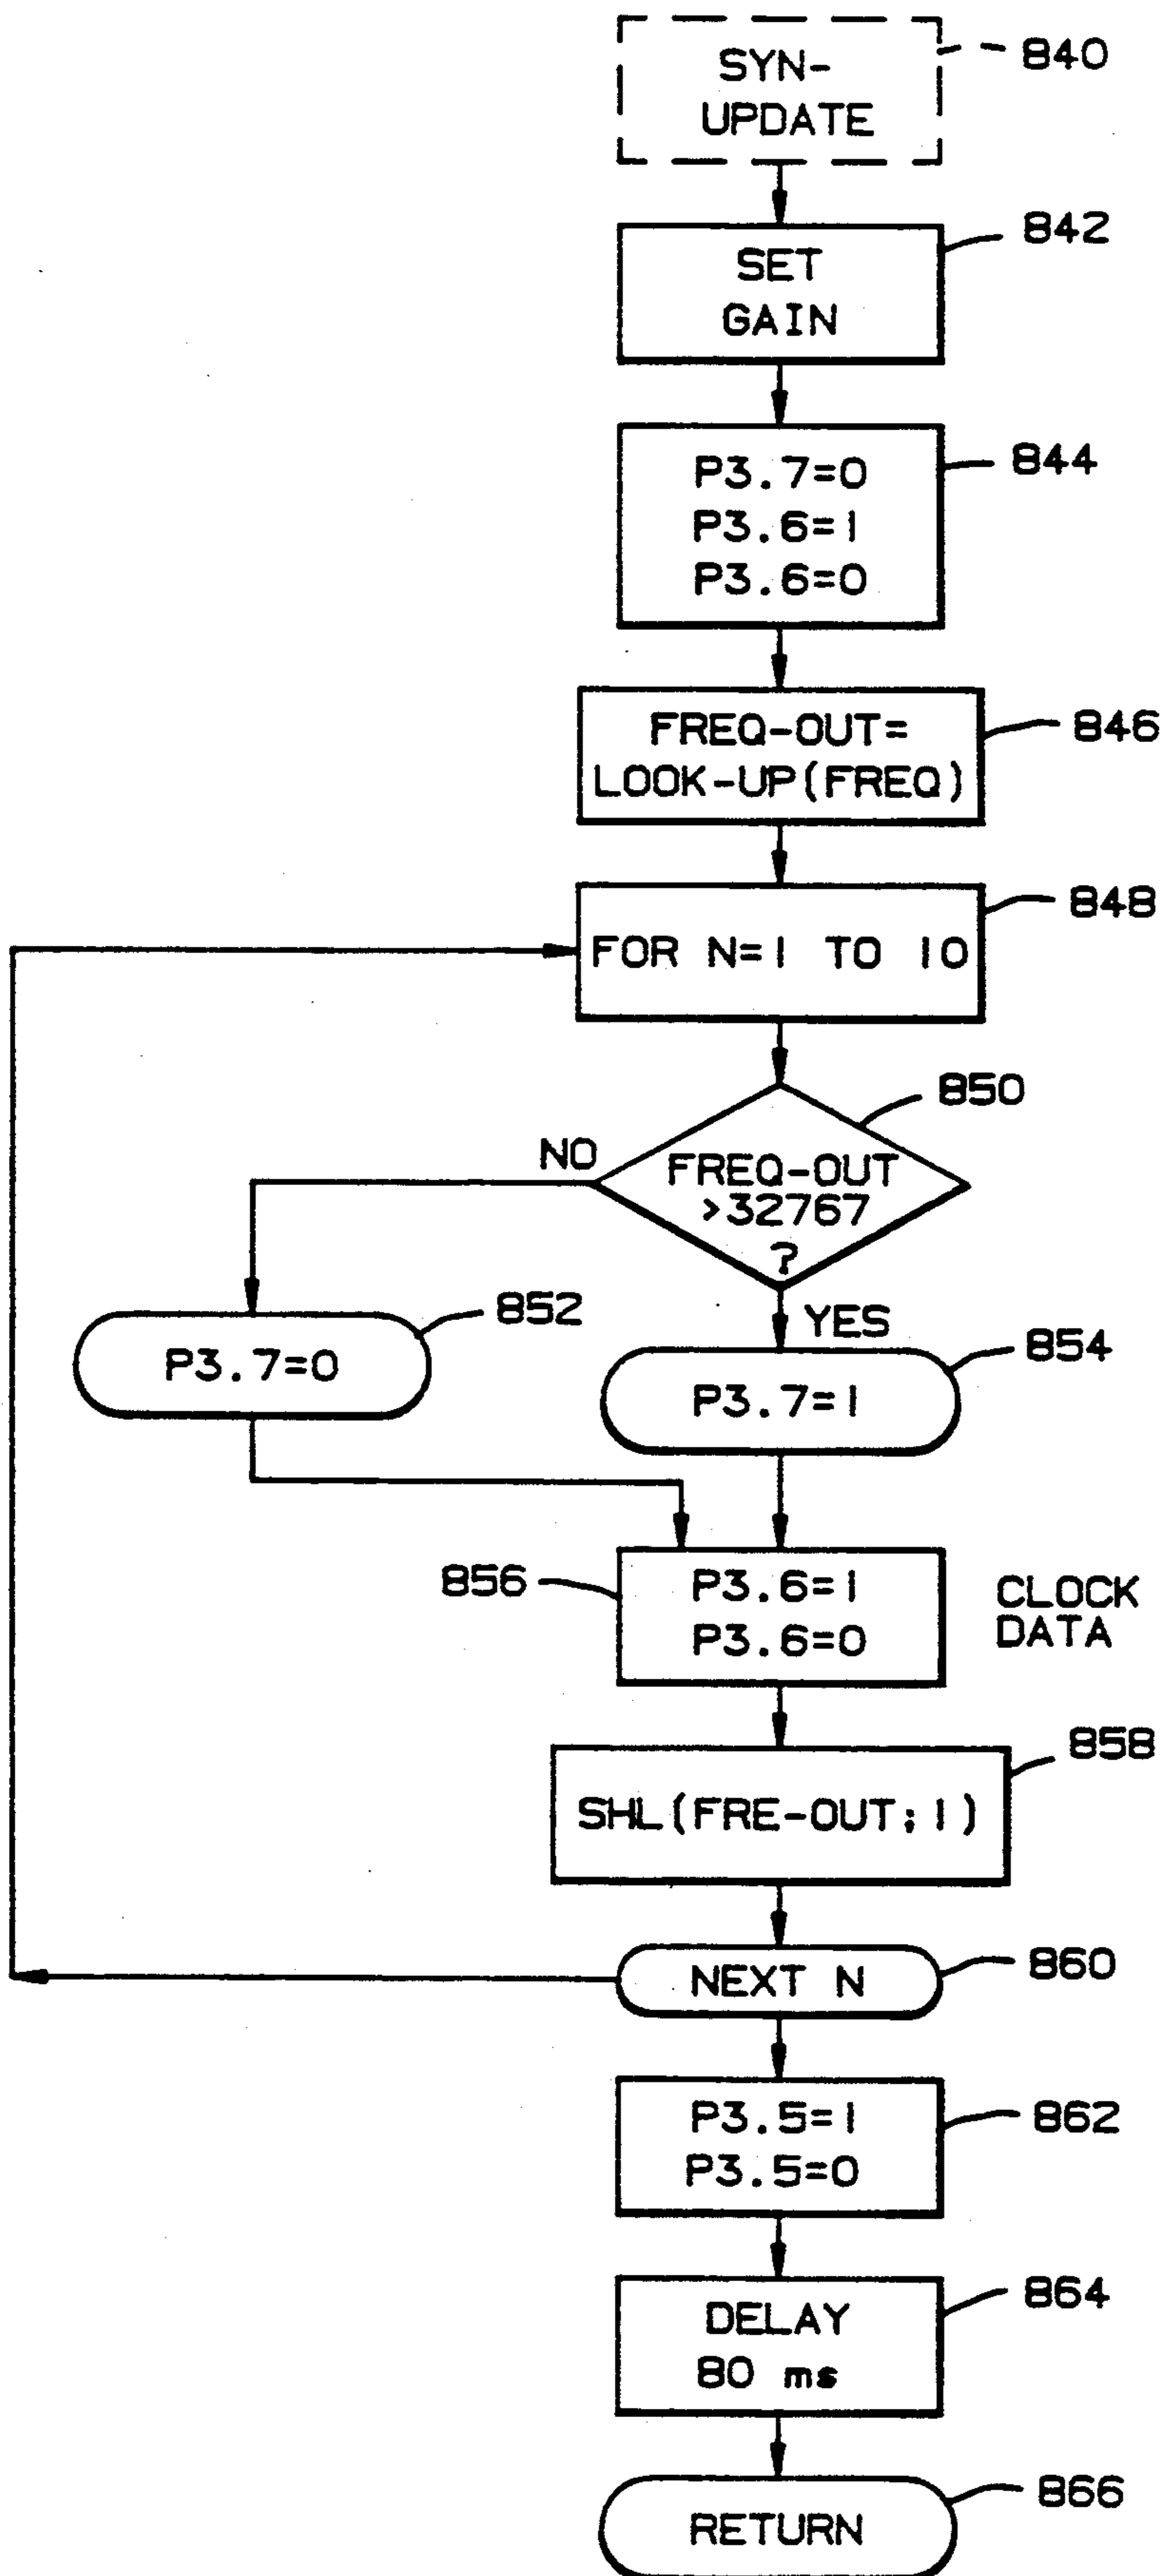 SYN-
UPDATE
840
SET
GAIN
842
P3.7=0
P3.6=1
P3.6=0
844
FREQ-OUT=
LOOK-UP(FREQ)
846
FOR N=1 TO 10
848
FREQ-OUT
>32767
?
850
NO
YES
P3.7=0
852
P3.7=1
854
856
P3.6=1
P3.6=0
CLOCK
DATA
SHL(FRE-OUT;1)
858
NEXT N
860
P3.5=1
P3.5=0
862
DELAY
80 ms
864
RETURN
866